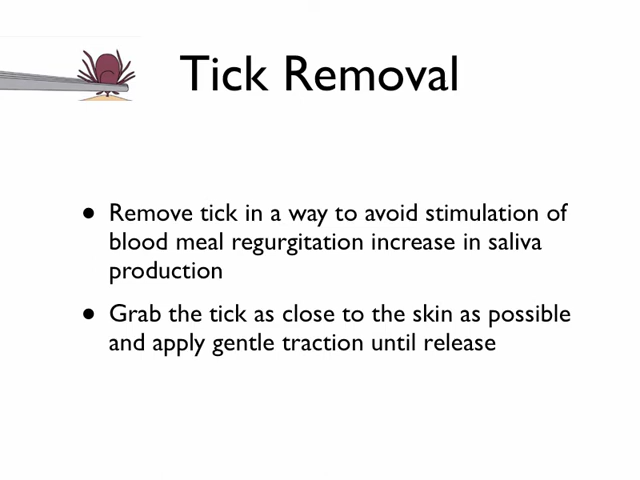 Tick Removal
• Remove tick in a way to avoid stimulation of
blood meal regurgitation increase in saliva
production
• Grab the tick as close to the skin as possible
and apply gentle traction until release